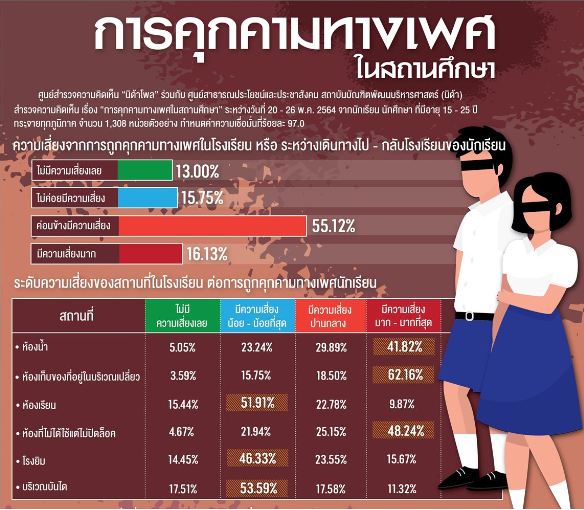 การคุกคามทางเพศ
ในสถานศึกษา
ศูนย์สำรวจความคิดเห็น "นิด้าโพล" ร่วมกับ ศูนย์สาธารณประโยชน์และประชาสังคม สถาบันบัณฑิตพัฒนบริหารศาสตร์ (นิด้า)
สำรวจความคิดเห็น เรื่อง "การคุกคามทางเพศในสถานศึกษา" ระหว่างวันที่ 20 - 26 พ.ค. 2564 จากนักเรียน นักศึกษา ที่มีอายุ 15 - 25 ปี
กระจายทุกภูมิภาค จำนวน 1,308 หน่วยตัวอย่าง กำหนดค่าความเชื่อมั่นที่ร้อยละ 97.0
ความเสี่ยงจากการถูกคุกคามทางเพศในโรงเรียน หรือ ระหว่างเดินทางไป - กลับโรงเรียนของนักเรียน
ไม่มีความเสี่ยงเลย 13.00%
ไม่ค่อยมีความเสี่ยง 15.75%
ค่อนข้างมีความเสี่ยง 55.12%
มีความเสี่ยงมาก 16.13%
ระดับความเสี่ยงของสถานที่ในโรงเรียน ต่อการถูกคุกคามทางเพศนักเรียน
สถานที่ ไม่มีความเสี่ยงเลย มีความเสี่ยงน้อย - น้อยที่สุด มีความเสี่ยงปานกลาง มีความเสี่ยงมาก - มากที่สุด
• ห้องน้ำ 5.05% 23.24% 29.89% 41.82%
• ห้องเก็บของที่อยู่ในบริเวณเปลี่ยว 3.59% 15.75% 18.50% 62.16%
• ห้องเรียน 15.44% 51.91% 22.78% 9.87%
• ห้องที่ไม่ได้ใช้แต่ไม่ปิดล็อค 4.67% 21.94% 25.15% 48.24%
• โรงยิม 14.45% 46.33% 23.55% 15.67%
• บริเวณบันได 17.51% 53.59% 17.58% 11.32%